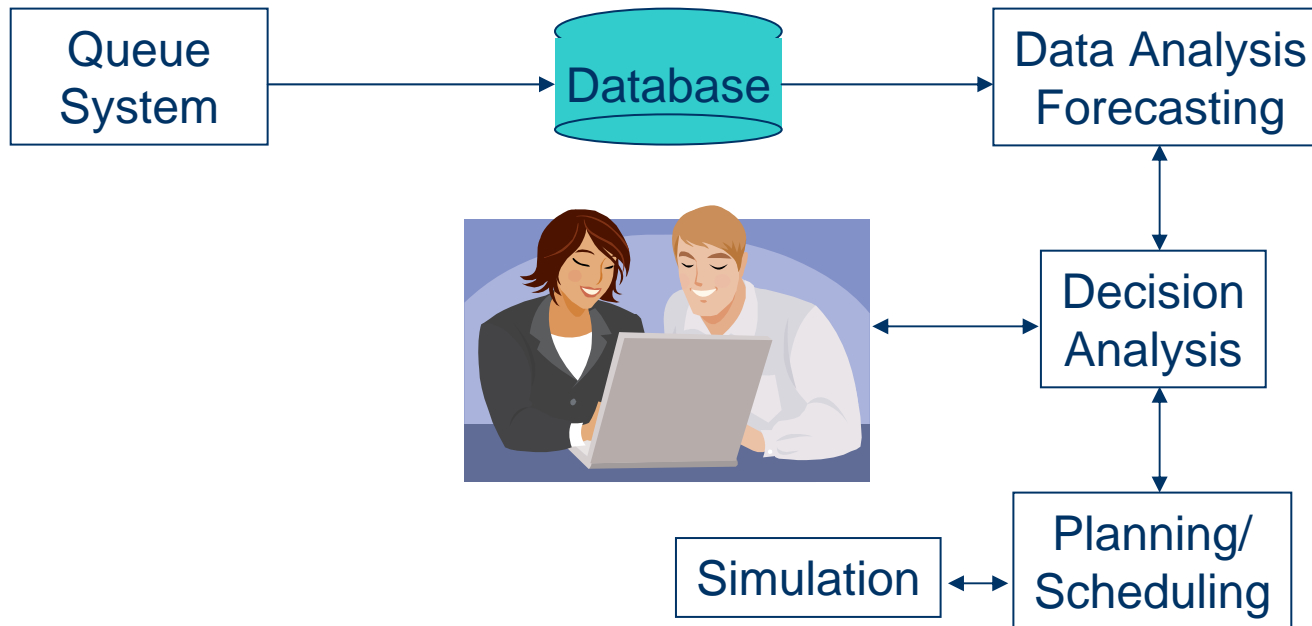 Queue
System
Database
Data Analysis
Forecasting
Decision
Analysis
Simulation
Planning/
Scheduling